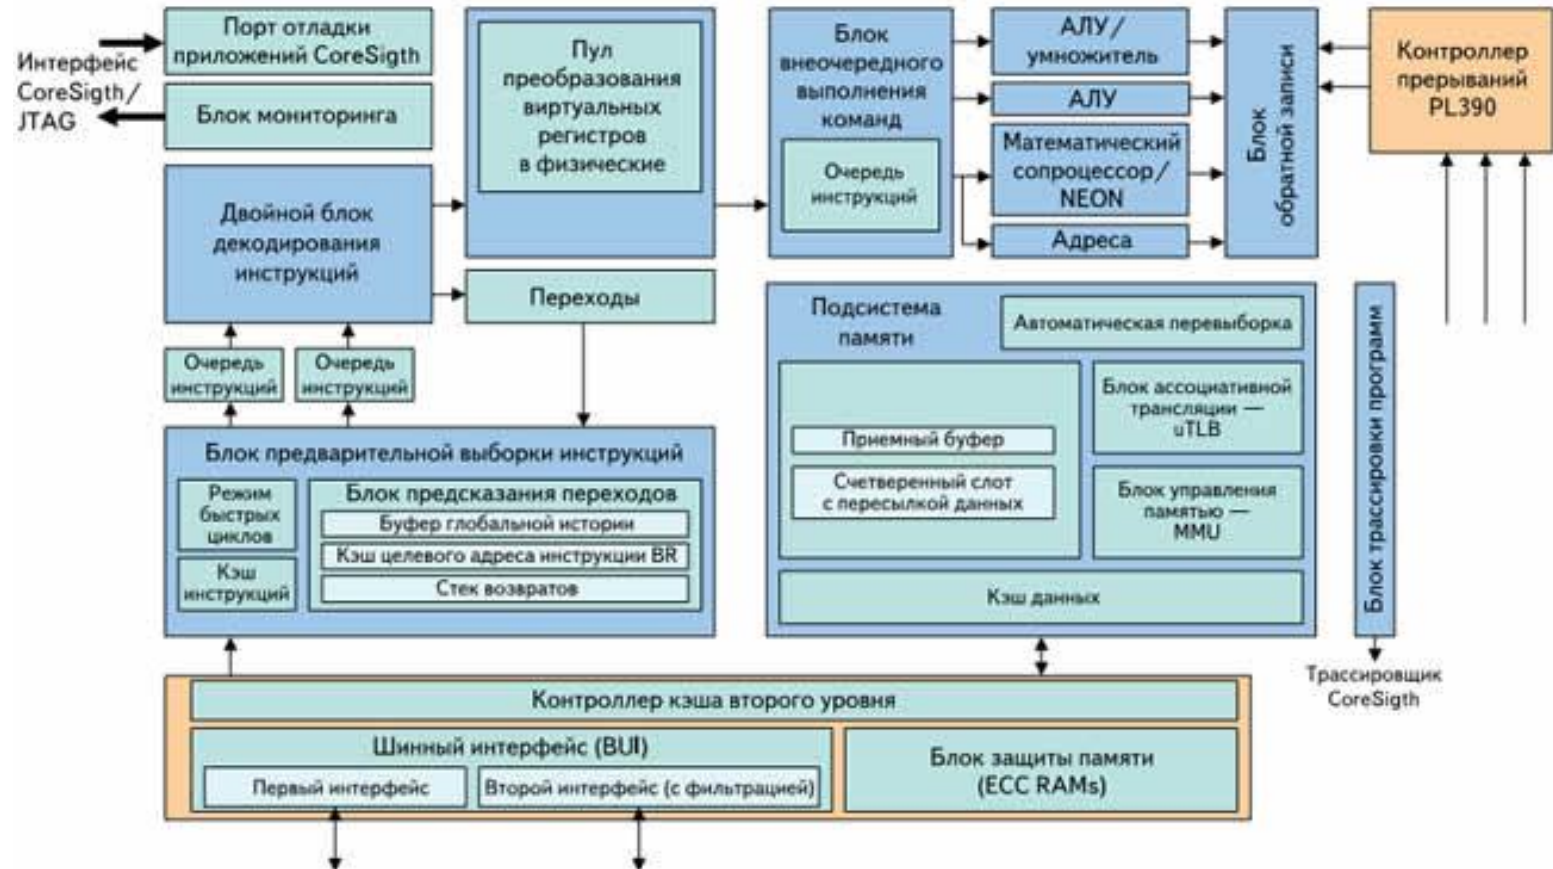 Интерфейс
CoreSigth/
JTAG
Порт отладки
приложений CoreSigth
Блок мониторинга
Двойной блок
декодирования
инструкций
Пул
преобразования
виртуальных
регистров
в физические
Переходы
Блок
внеочередного
выполнения
команд
Очередь
инструкций
АЛУ/
умножитель
АЛУ
Математический
сопроцессор/
NEON
Адреса
Блок
обратной записи
Контроллер
прерываний
PL390
Очередь
инструкций
Очередь
инструкций
Блок предварительной выборки инструкций
Режим
быстрых
циклов
Кэш
инструкций
Блок предсказания переходов
Буфер глобальной истории
Кэш целевого адреса инструкции BR
Стек возвратов
Подсистема
памяти
Автоматическая перевыборка
Приемный буфер
Счетверенный слот
с пересылкой данных
Блок ассоциативной
трансляции —
uTLB
Блок управления
памятью —
MMU
Кэш данных
Блок трассировки программ
Трассировщик
CoreSigth
Контроллер кэша второго уровня
Шинный интерфейс (BUI)
Первый интерфейс
Второй интерфейс (с фильтрацией)
Блок защиты памяти
(ECC RAMs)